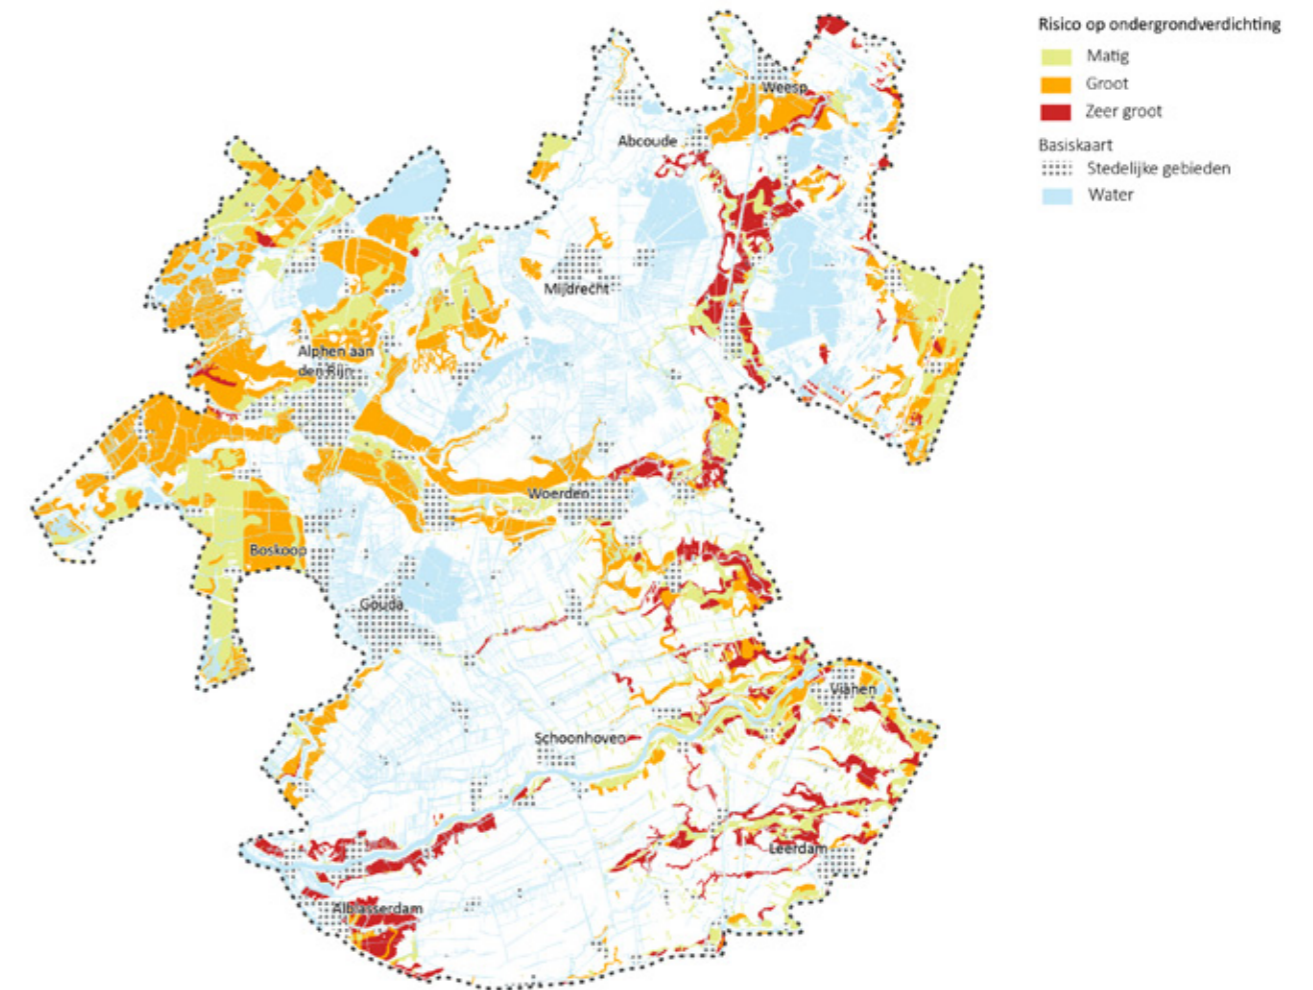 Risico op ondergrondverdichting
Matig
Groot
Zeer groot
Basiskaart
Stedelijke gebieden
Water
Weesp
Abcoude
Mijdrecht
Alphen aan
den Rijn
Woerden
Boskoop
Gouda
Vianen
Schoonhoven
Leerdam
Alblasserdam